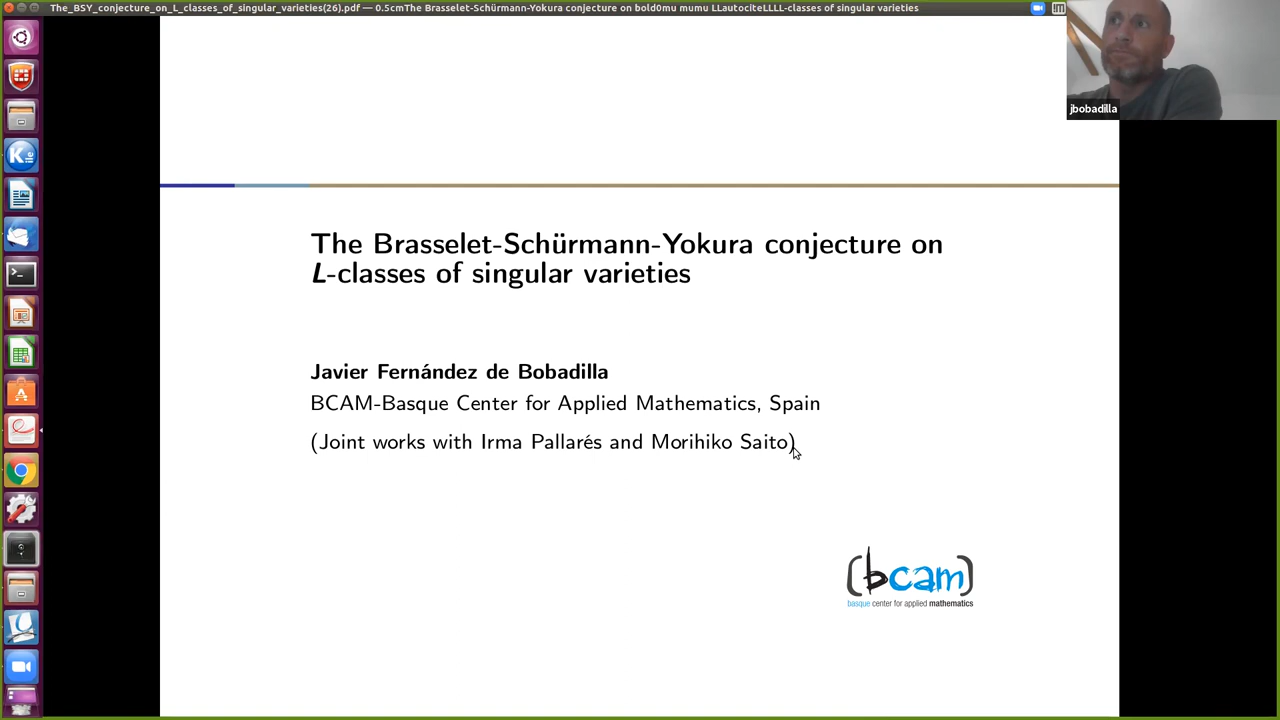 The_BSY_conjecture_on_L_classes_of_singular_varieties(26).pdf — 0.5cmThe Brasselet-Schürmann-Yokura conjecture on bold0mu mumu LLautociteLLLL-classes of singular varieties
jbobadilla
The Brasselet-Schürmann-Yokura conjecture on
L-classes of singular varieties
Javier Fernández de Bobadilla
BCAM-Basque Center for Applied Mathematics, Spain
(Joint works with Irma Pallarés and Morihiko Saito)
(bcam)
basque center for applied mathematics